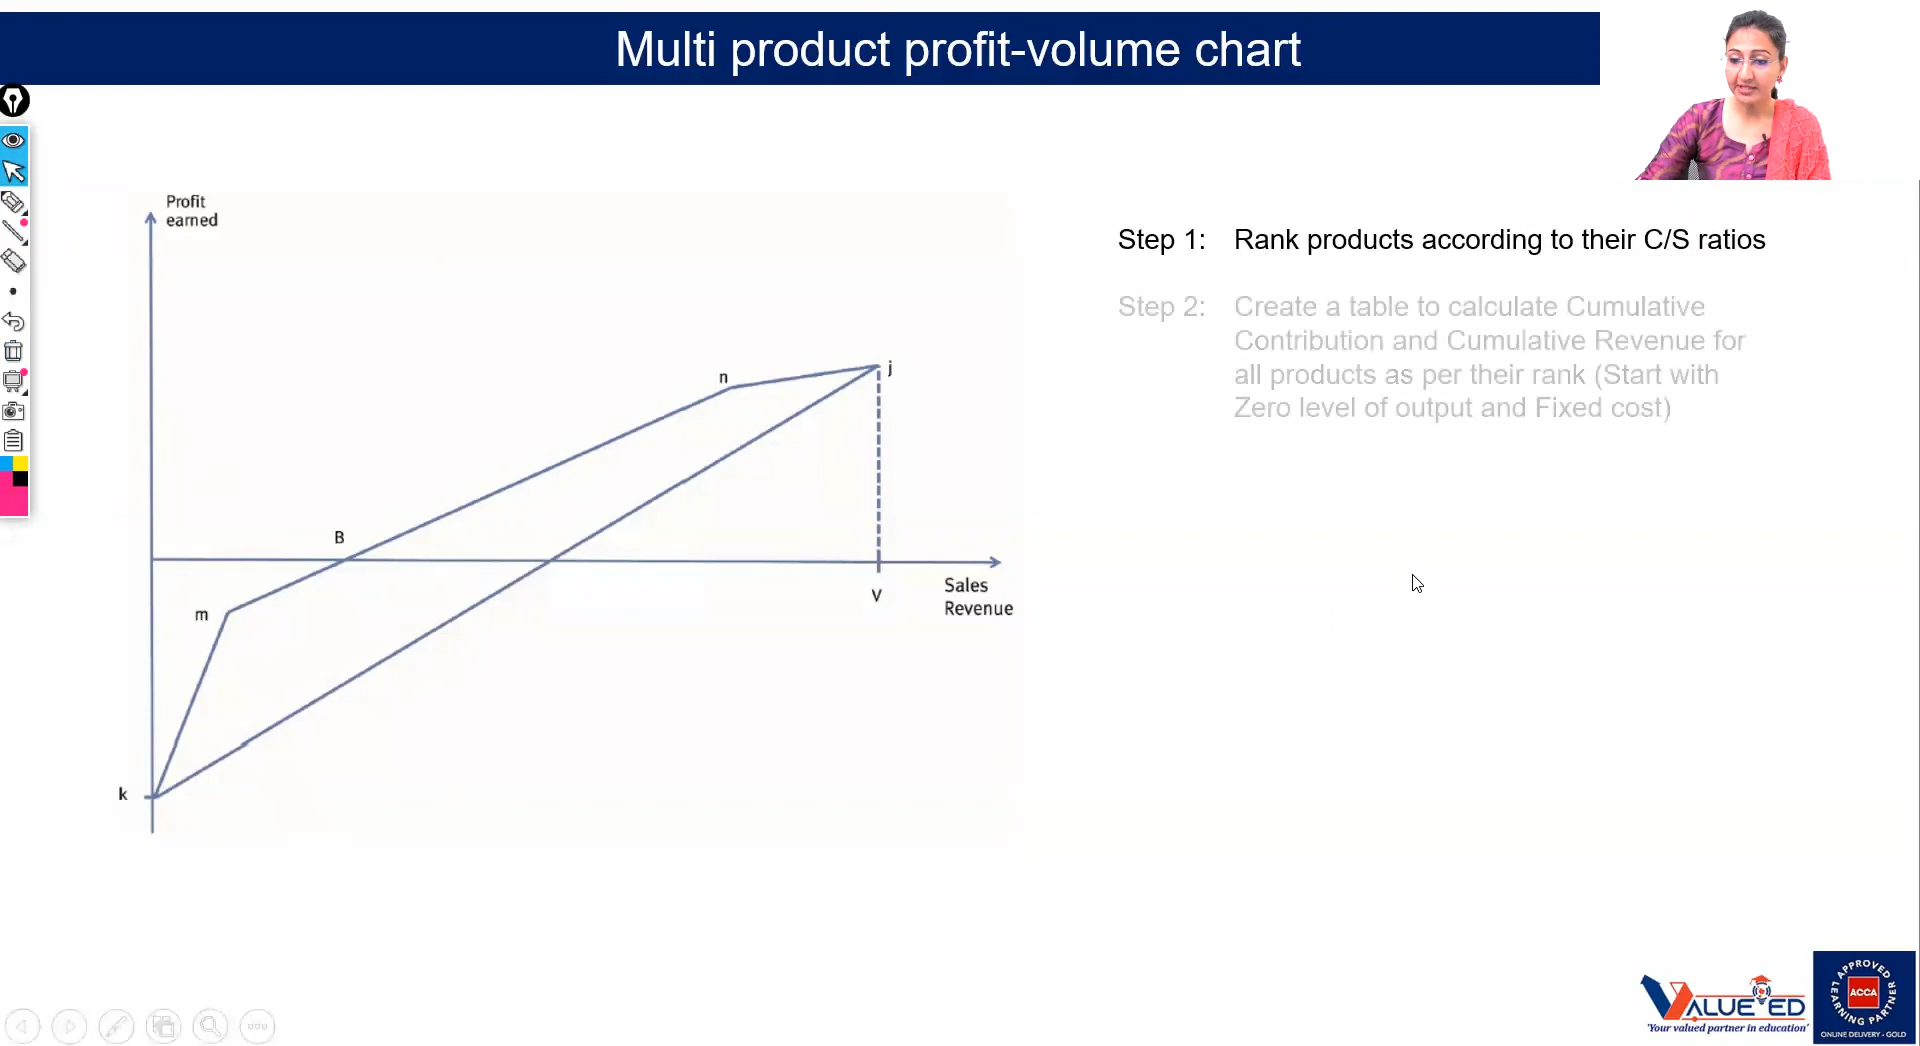 Multi product profit-volume chart
Profit
earned
Step 1: Rank products according to their C/S ratios
Step 2: Create a table to calculate Cumulative
Contribution and Cumulative Revenue for
all products as per their rank (Start with
Zero level of output and Fixed cost)
n
j
B
m
V
Sales
Revenue
k
VALUE ED
'Your valued partner in education'
APPROVED
LEARNING PARTNER
ACCA
ONLINE DELIVERY - GOLD